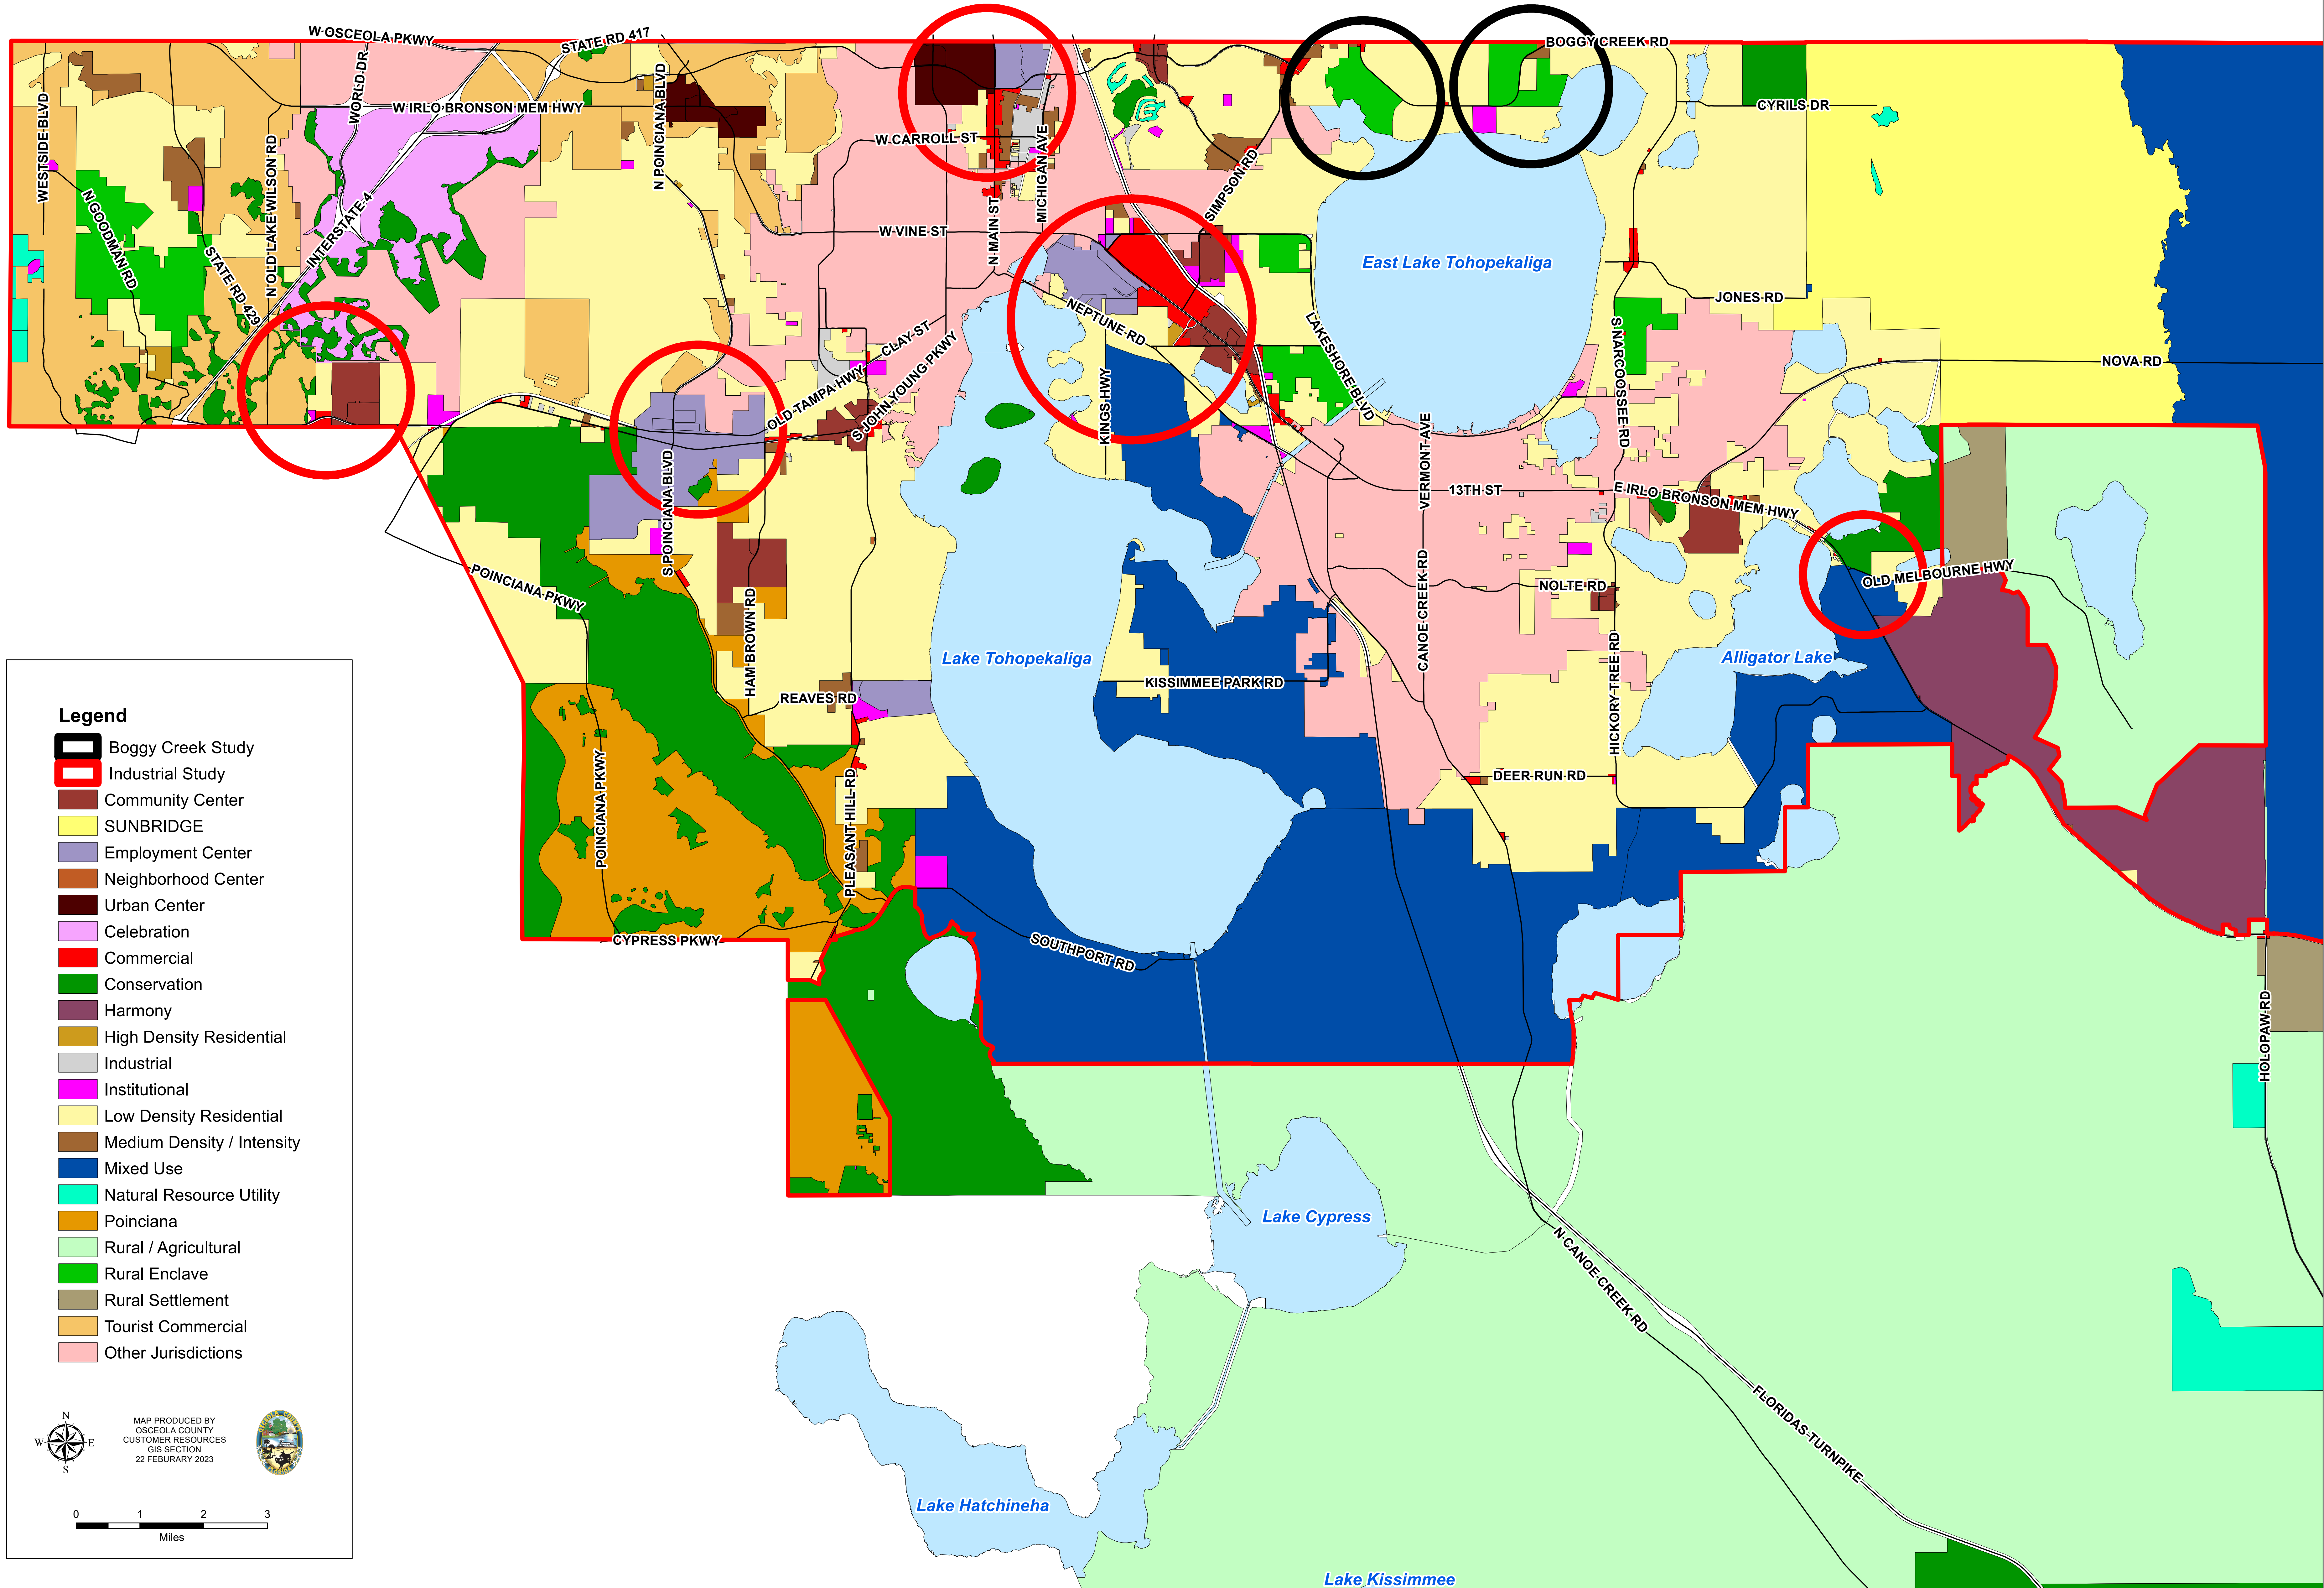 W OSCEOLA PKWY
STATE RD 417
BOGGY CREEK RD
WORLD DR
N POINCIANA BLVD
WESTSIDE BLVD
W IRLO BRONSON MEM HWY
CYRILS DR
W CARROLL ST
MICHIGAN AVE
N OLD LAKE WILSON RD
N GOODMAN RD
INTERSTATE 4
SIMPSON RD
N MAIN ST
W VINE ST
STATE RD 429
East Lake Tohopekaliga
JONES RD
NEPTUNE RD
CLAY ST
LAKESHORE BLVD
S NARCOOSSEE RD
NOVA RD
OLD TAMPA HWY
S JOHN YOUNG PKWY
KINGS HWY
VERMONT AVE
S POINCIANA BLVD
13TH ST
E IRLO BRONSON MEM HWY
POINCIANA PKWY
OLD MELBOURNE HWY
NOLTE RD
HAM BROWN RD
CANOE CREEK RD
HICKORY TREE RD
Lake Tohopekaliga
Alligator Lake
KISSIMMEE PARK RD
REAVES RD
DEER RUN RD
POINCIANA PKWY
PLEASANT HILL RD
CYPRESS PKWY
SOUTHPORT RD
HOLOPAW RD
Lake Cypress
N CANOE CREEK RD
FLORIDAS TURNPIKE
Lake Hatchineha
Lake Kissimmee
Legend
Boggy Creek Study
Industrial Study
Community Center
SUNBRIDGE
Employment Center
Neighborhood Center
Urban Center
Celebration
Commercial
Conservation
Harmony
High Density Residential
Industrial
Institutional
Low Density Residential
Medium Density / Intensity
Mixed Use
Natural Resource Utility
Poinciana
Rural / Agricultural
Rural Enclave
Rural Settlement
Tourist Commercial
Other Jurisdictions
N
W E
S
MAP PRODUCED BY
OSCEOLA COUNTY
CUSTOMER RESOURCES
GIS SECTION
22 FEBURARY 2023
0 1 2 3
Miles